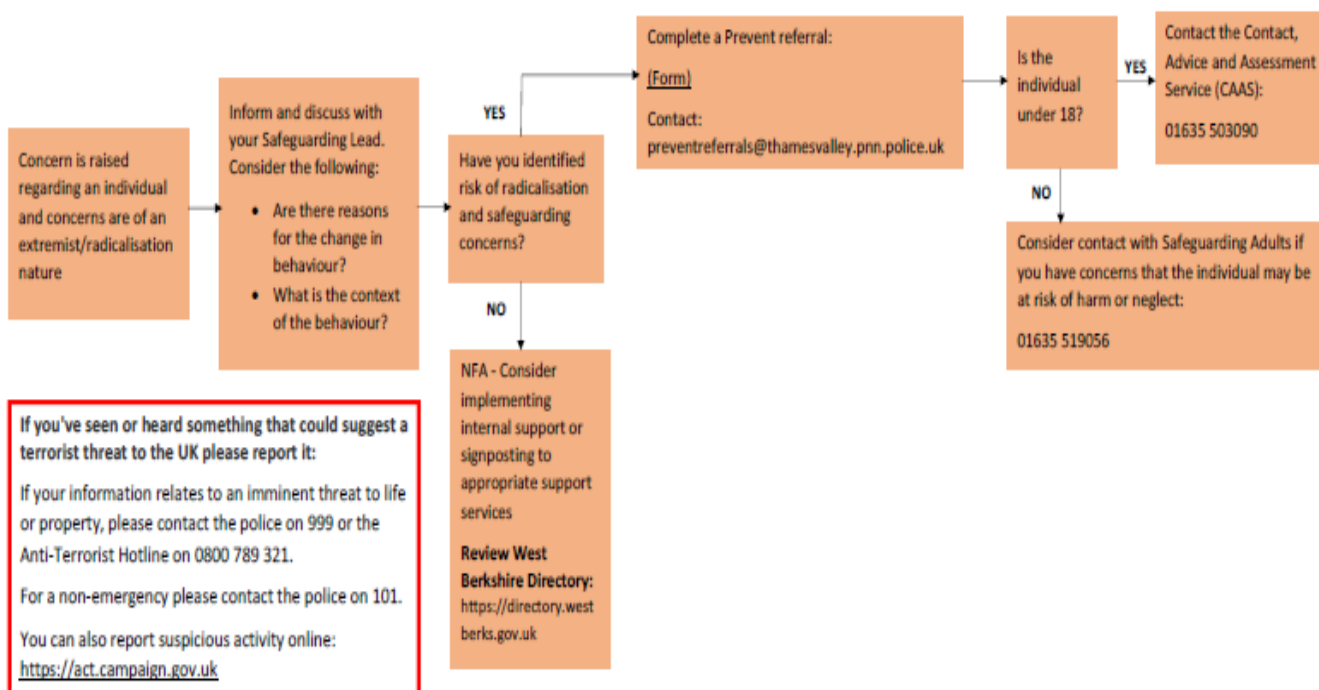 Concern is raised
regarding an individual
and concerns are of an
extremist/radicalisation
nature
Inform and discuss with
your Safeguarding Lead.
Consider the following:
• Are there reasons
for the change in
behaviour?
• What is the context
of the behaviour?
YES
Have you identified
risk of radicalisation
and safeguarding
concerns?
NO
Complete a Prevent referral:
(Form)
Contact:
preventreferrals@thamesvalley.pnn.police.uk
Is the
individual
under 18?
YES
Contact the Contact,
Advice and Assessment
Service (CAAS):
01635 503090
NO
Consider contact with Safeguarding Adults if
you have concerns that the individual may be
at risk of harm or neglect:
01635 519056
NFA - Consider
implementing
internal support or
signposting to
appropriate support
services
Review West
Berkshire Directory:
https://directory.west
berks.gov.uk
If you've seen or heard something that could suggest a
terrorist threat to the UK please report it:
If your information relates to an imminent threat to life
or property, please contact the police on 999 or the
Anti-Terrorist Hotline on 0800 789 321.
For a non-emergency please contact the police on 101.
You can also report suspicious activity online:
https://act.campaign.gov.uk